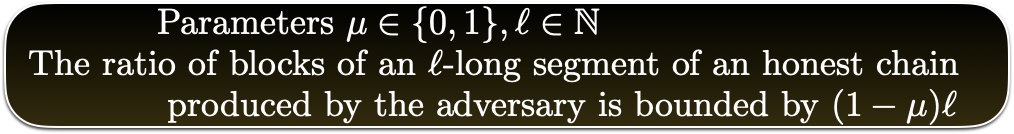 Parameters μ ∈ {0, 1}, ℓ ∈ ℕ
The ratio of blocks of an ℓ-long segment of an honest chain
produced by the adversary is bounded by (1 − μ)ℓ